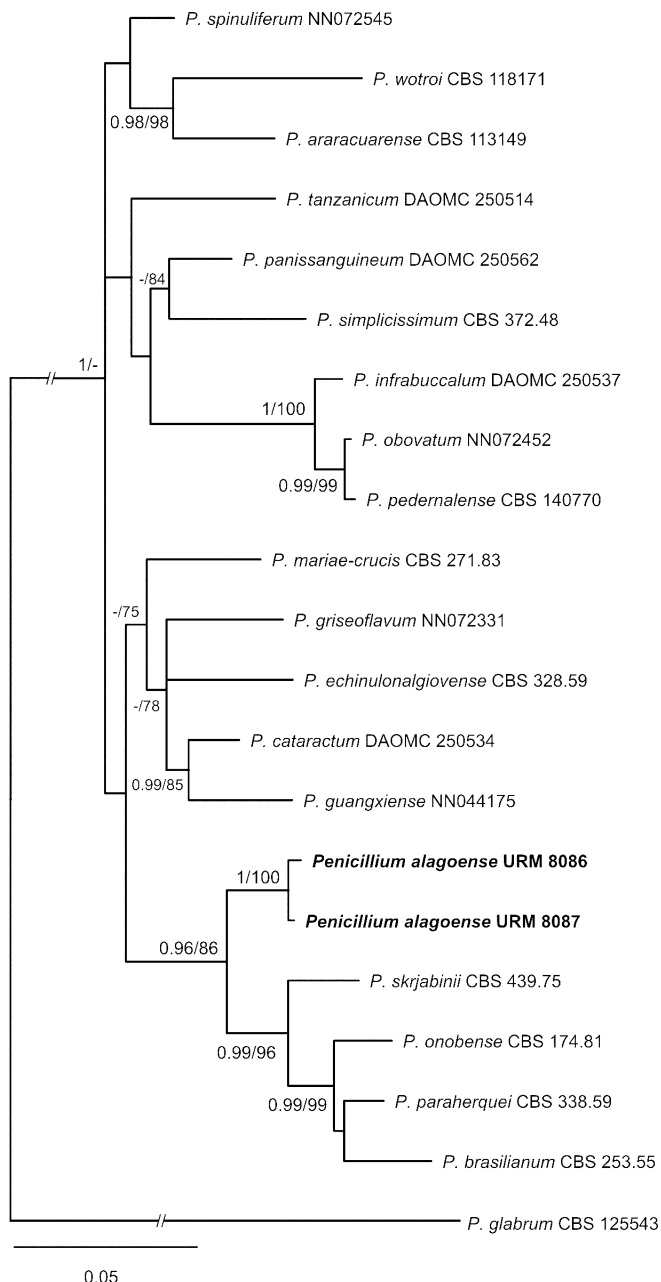 P. spinuliferum NN072545
P. wotroi CBS 118171
0.98/98
P. araracuarense CBS 113149
P. tanzanicum DAOMC 250514
P. panissanguineum DAOMC 250562
-/84
P. simplicissimum CBS 372.48
1/-
P. infrabuccalum DAOMC 250537
1/100
P. obovatum NN072452
0.99/99
P. pedernalense CBS 140770
P. mariae-crucis CBS 271.83
-/75
P. griseoflavum NN072331
P. echinulonalgiovense CBS 328.59
-/78
P. cataractum DAOMC 250534
0.99/85
P. guangxiense NN044175
Penicillium alagoense URM 8086
1/100
Penicillium alagoense URM 8087
0.96/86
P. skrjabinii CBS 439.75
P. onobense CBS 174.81
0.99/96
P. paraherquei CBS 338.59
0.99/99
P. brasilianum CBS 253.55
P. glabrum CBS 125543
0.05